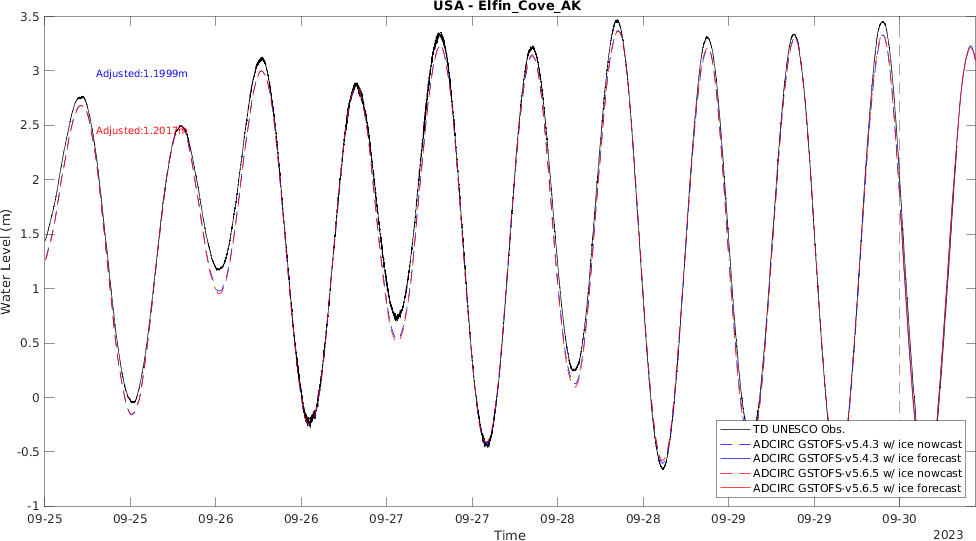 USA - Elfin_Cove_AK
3.5
3
2.5
2
1.5
1
0.5
0
-0.5
-1
Water Level (m)
Adjusted:1.1999m
Adjusted:1.2017m
TD UNESCO Obs.
ADCIRC GSTOFS-v5.4.3 w/ ice nowcast
ADCIRC GSTOFS-v5.4.3 w/ ice forecast
ADCIRC GSTOFS-v5.6.5 w/ ice nowcast
ADCIRC GSTOFS-v5.6.5 w/ ice forecast
09-25 09-25 09-26 09-26 09-27 09-27 09-28 09-28 09-29 09-29 09-30
Time
2023